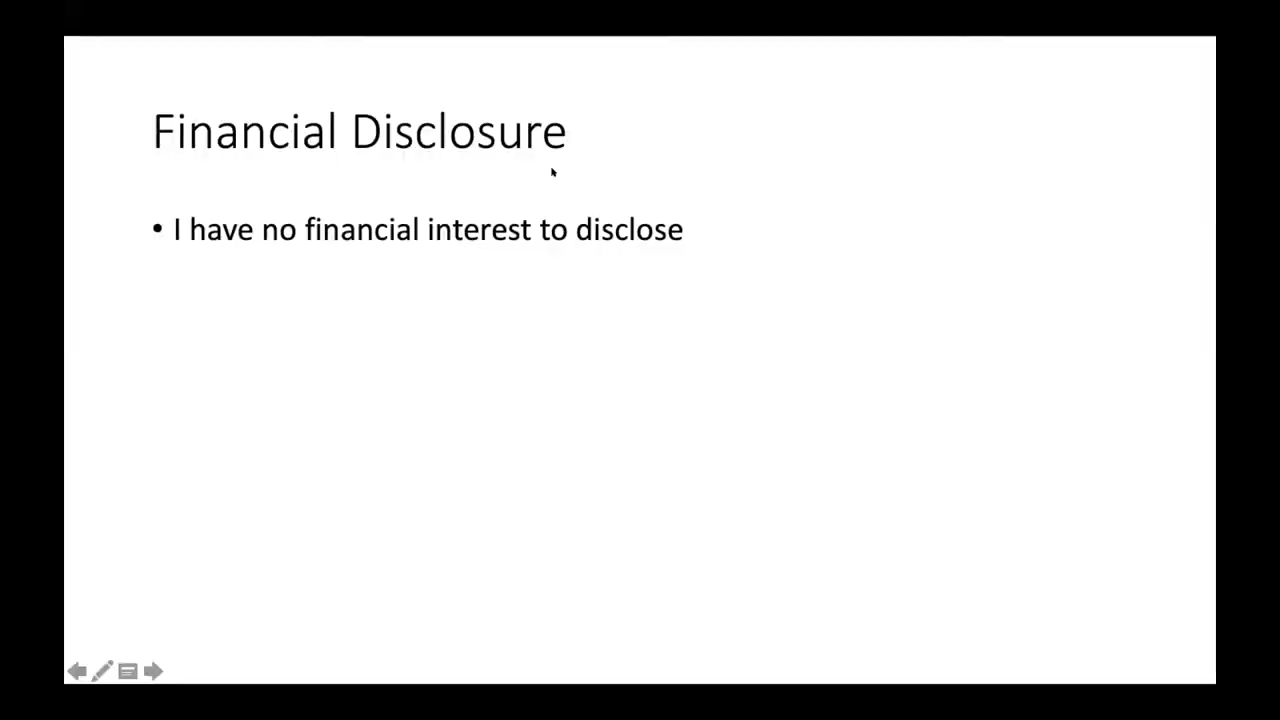 Financial Disclosure
• I have no financial interest to disclose